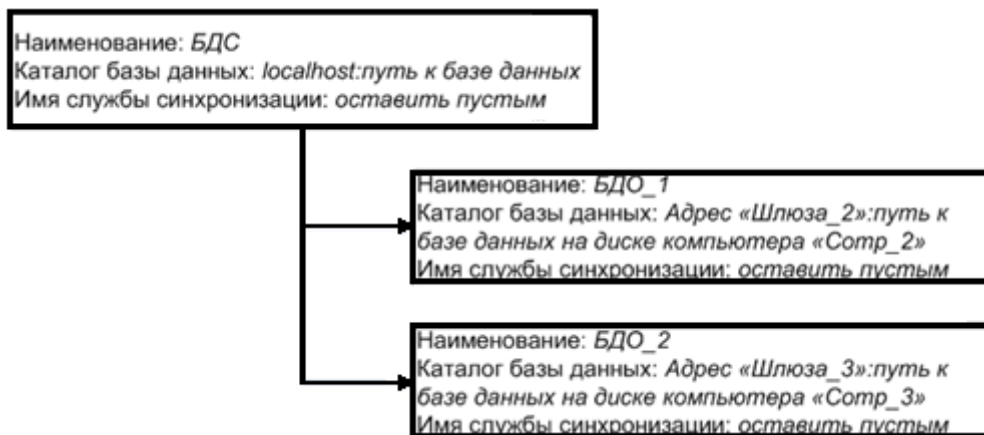 Наименование: БДС
Каталог базы данных: localhost:путь к базе данных
Имя службы синхронизации: оставить пустым
Наименование: БДО_1
Каталог базы данных: Адрес «Шлюза_2»:путь к
базе данных на диске компьютера «Comp_2»
Имя службы синхронизации: оставить пустым
Наименование: БДО_2
Каталог базы данных: Адрес «Шлюза_3»:путь к
базе данных на диске компьютера «Comp_3»
Имя службы синхронизации: оставить пустым